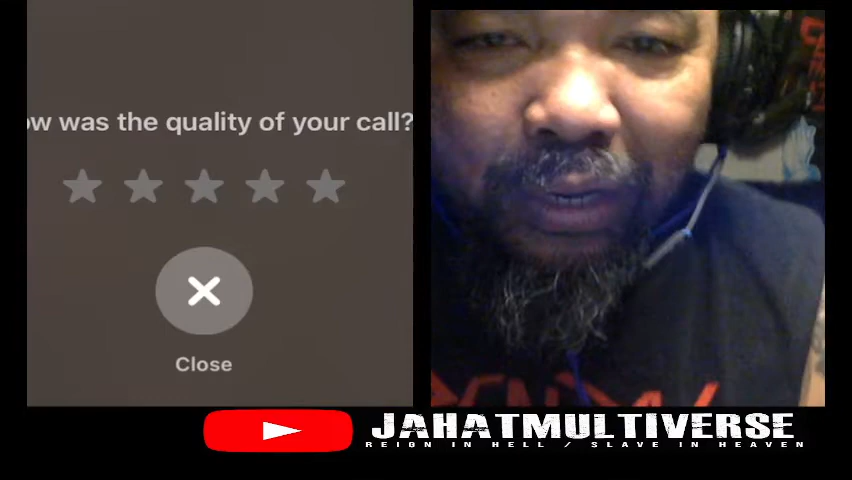 ow was the quality of your call?
Close
JAHATMULTIVERSE
REIGN IN HELL / SLAVE IN HEAVEN